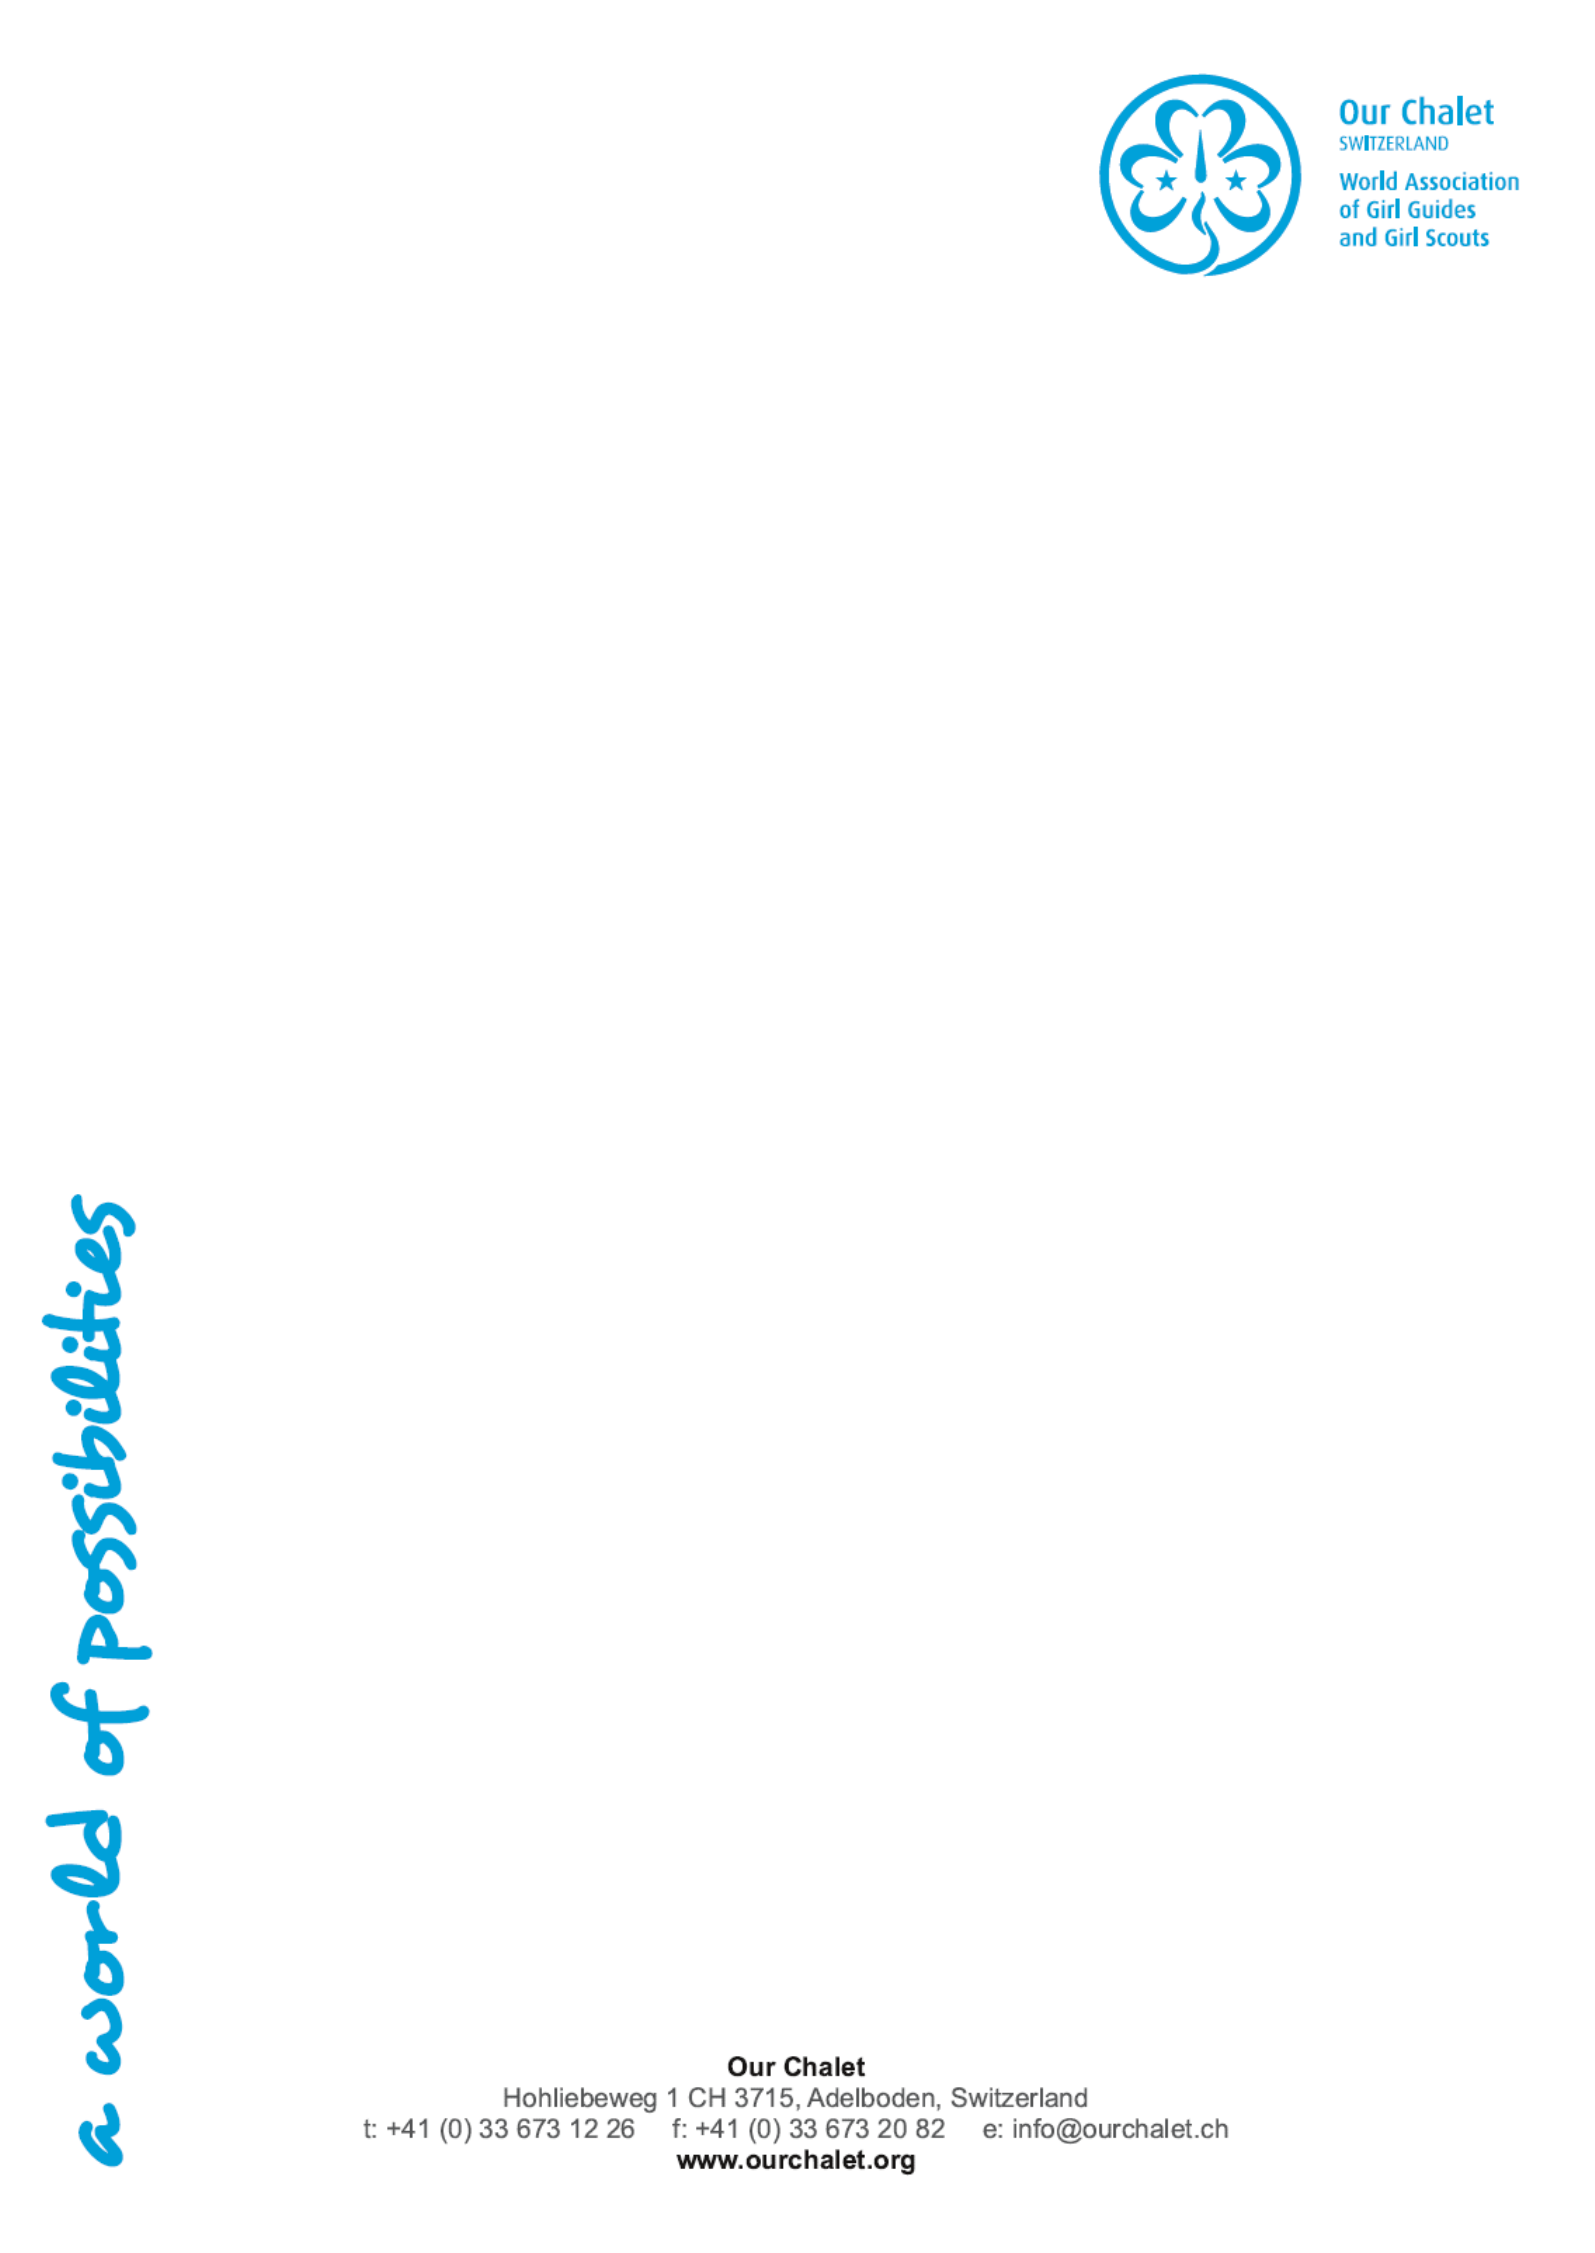 Our Chalet
SWITZERLAND
World Association
of Girl Guides
and Girl Scouts
a world of possibilities
Our Chalet
Hohliebeweg 1 CH 3715, Adelboden, Switzerland
t: +41 (0) 33 673 12 26 f: +41 (0) 33 673 20 82 e: info@ourchalet.ch
www.ourchalet.org